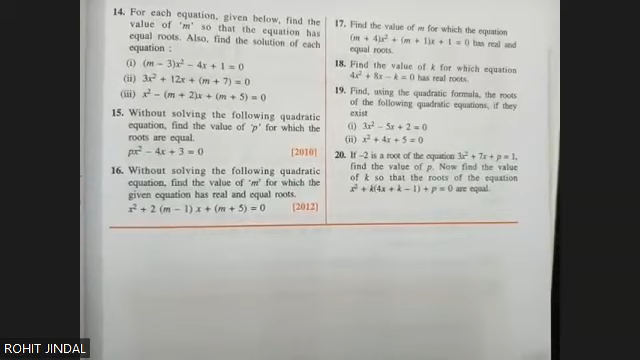 14. For each equation, given below, find the
value of 'm' so that the equation has
equal roots. Also, find the solution of each
equation :
(i) (m − 3)x² − 4x + 1 = 0
(ii) 3x² + 12x + (m + 7) = 0
(iii) x² − (m + 2)x + (m + 5) = 0
15. Without solving the following quadratic
equation, find the value of 'p' for which the
roots are equal.
px² − 4x + 3 = 0 [2010]
16. Without solving the following quadratic
equation, find the value of 'm' for which the
given equation has real and equal roots.
x² + 2 (m − 1) x + (m + 5) = 0 [2012]
17. Find the value of m for which the equation
(m + 4)x² + (m + 1)x + 1 = 0 has real and
equal roots.
18. Find the value of k for which equation
4x² + 8x − k = 0 has real roots.
19. Find, using the quadratic formula, the roots
of the following quadratic equations, if they
exist
(i) 3x² − 5x + 2 = 0
(ii) x² + 4x + 5 = 0
20. If −2 is a root of the equation 3x² + 7x + p = 1,
find the value of p. Now find the value
of k so that the roots of the equation
x² + k(4x + k − 1) + p = 0 are equal.
ROHIT JINDAL